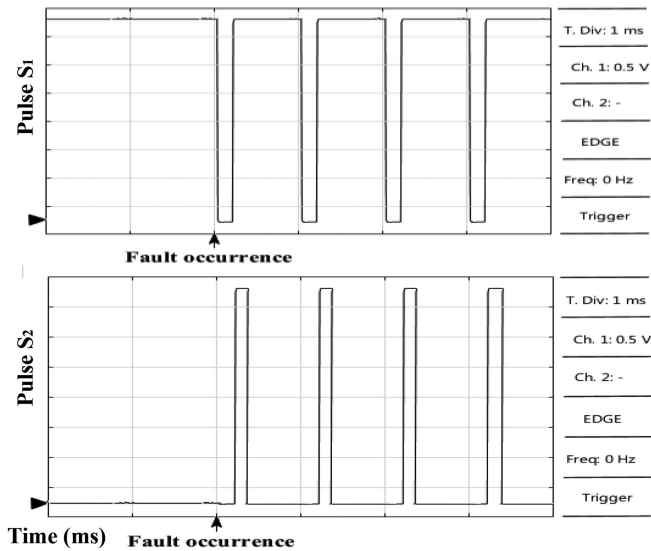 Pulse S1
T. Div: 1 ms
Ch. 1: 0.5 V
Ch. 2: -
EDGE
Freq: 0 Hz
Trigger
Fault occurrence
Pulse S2
T. Div: 1 ms
Ch. 1: 0.5 V
Ch. 2: -
EDGE
Freq: 0 Hz
Trigger
Time (ms)
Fault occurrence